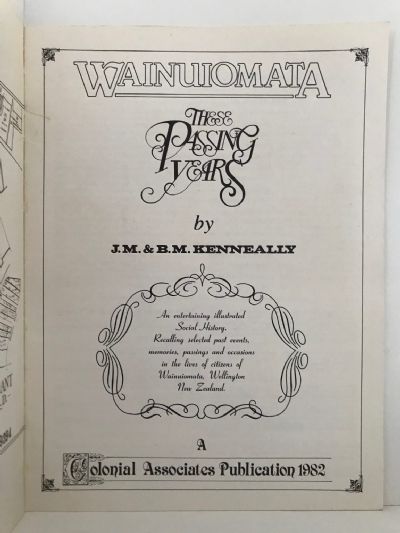 WAINUIOMATA
THESE
PASSING
YEARS
by
J.M. & B.M. KENNEALLY
An entertaining illustrated
Social History.
Recalling selected past events,
memories, passings and occasions
in the lives of citizens of
Wainuiomata, Wellington
New Zealand.
A
Colonial Associates Publication 1982